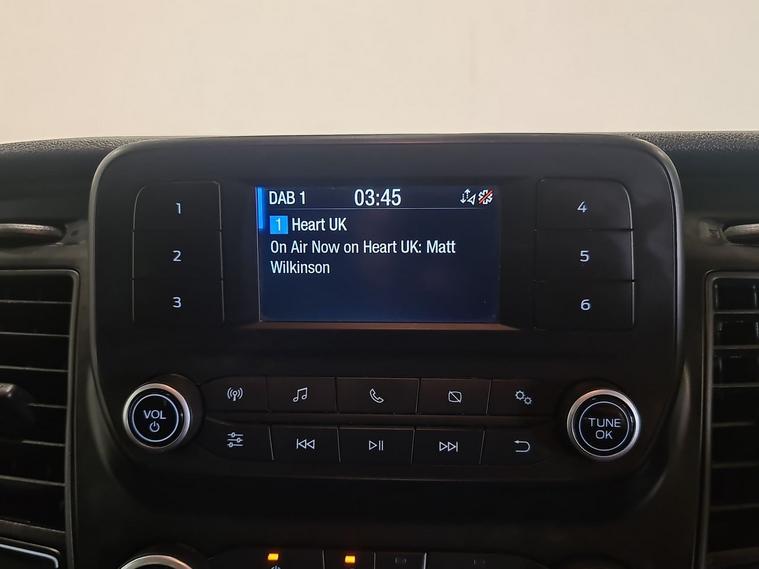 DAB 1 03:45
1 Heart UK
On Air Now on Heart UK: Matt
Wilkinson
1
2
3
4
5
6
VOL
TUNE
OK